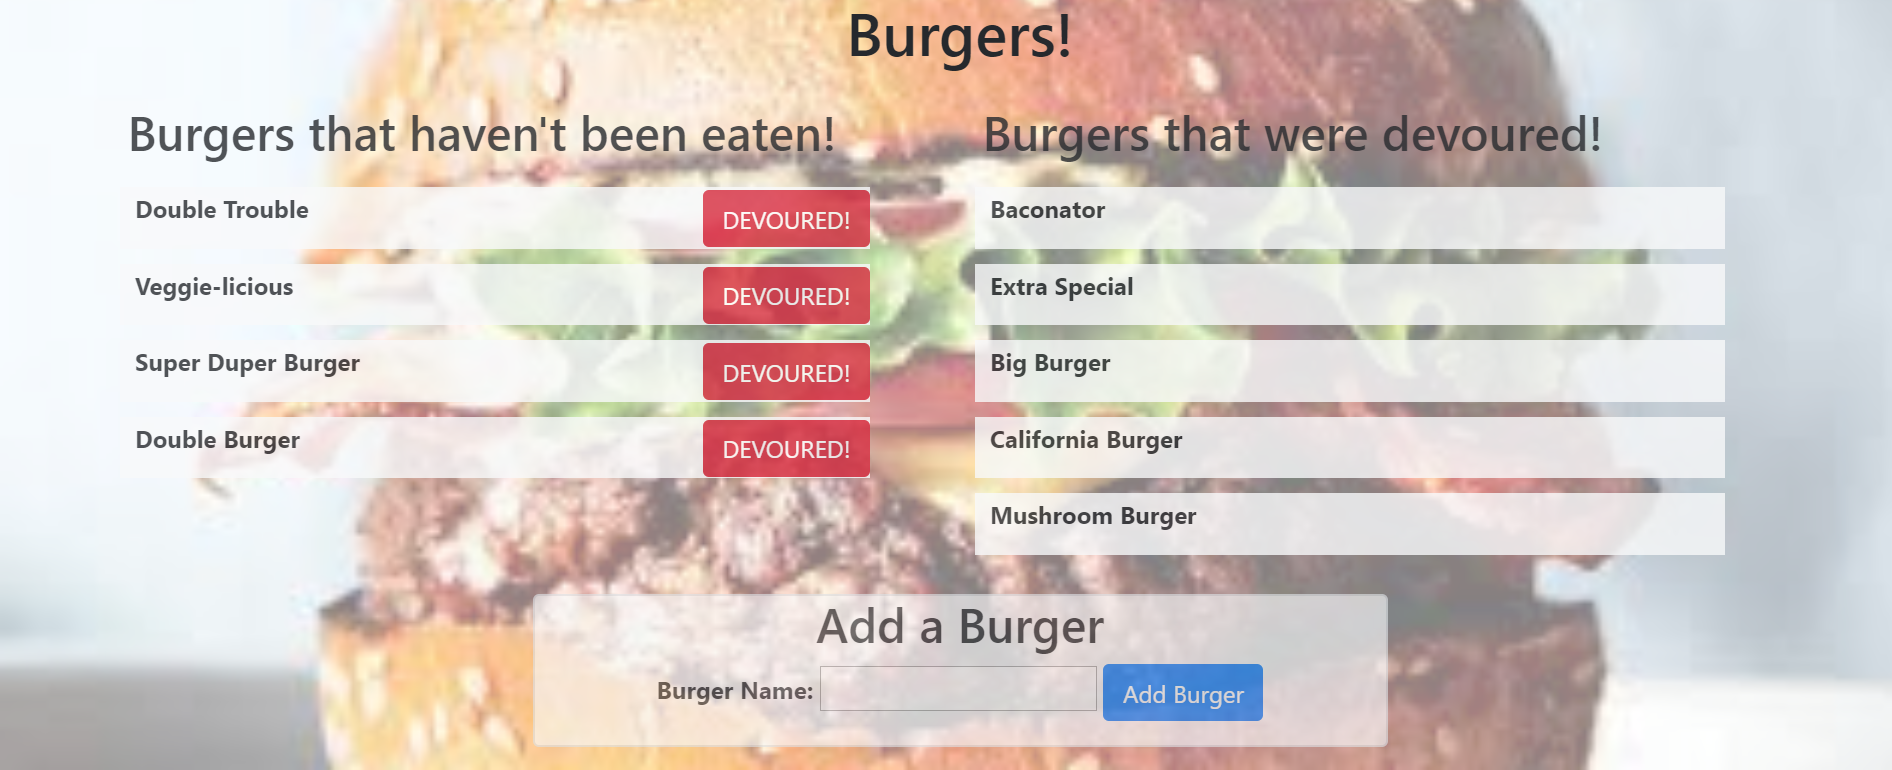 Burgers!
Burgers that haven't been eaten!
Double Trouble DEVOURED!
Veggie-licious DEVOURED!
Super Duper Burger DEVOURED!
Double Burger DEVOURED!
Burgers that were devoured!
Baconator
Extra Special
Big Burger
California Burger
Mushroom Burger
Add a Burger
Burger Name: Add Burger